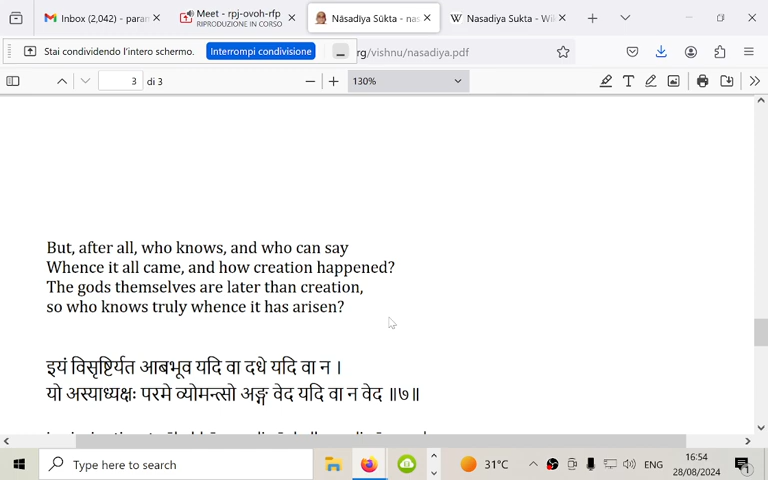 Inbox (2,042) - paran
Meet - rpj-ovoh-rfp
RIPRODUZIONE IN CORSO
Nāsadīya Sūkta - nas
Nasadiya Sukta - Wi
Stai condividendo l'intero schermo.
Interrompi condivisione
rg/vishnu/nasadiya.pdf
3
di 3
130%
But, after all, who knows, and who can say
Whence it all came, and how creation happened?
The gods themselves are later than creation,
so who knows truly whence it has arisen?
इयं विसृष्टिर्यत आबभूव यदि वा दधे यदि वा न ।
यो अस्याध्यक्षः परमे व्योमन्त्सो अङ्ग वेद यदि वा न वेद ॥७॥
Type here to search
31°C
ENG
16:54
28/08/2024
1